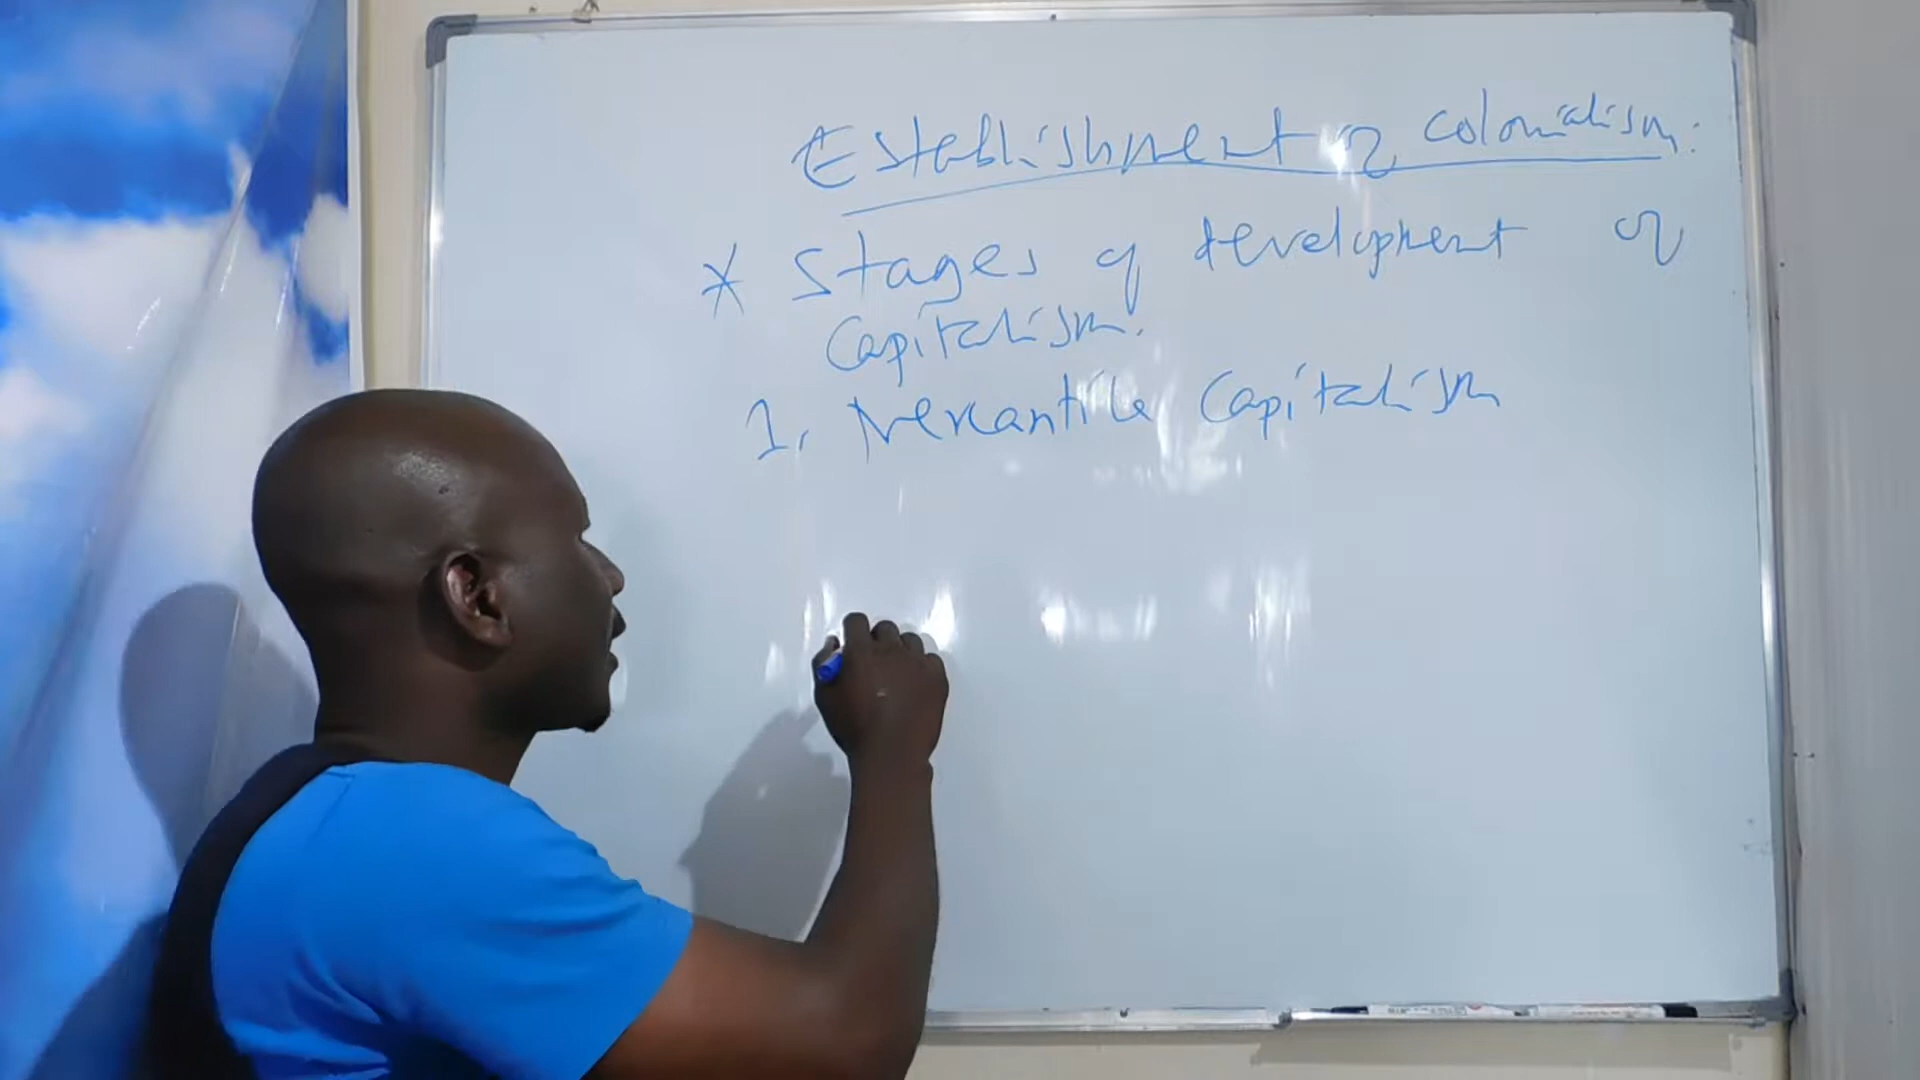 Establishment of colonialism:
* Stages of development of
Capitalism.
1. Mercantile Capitalism